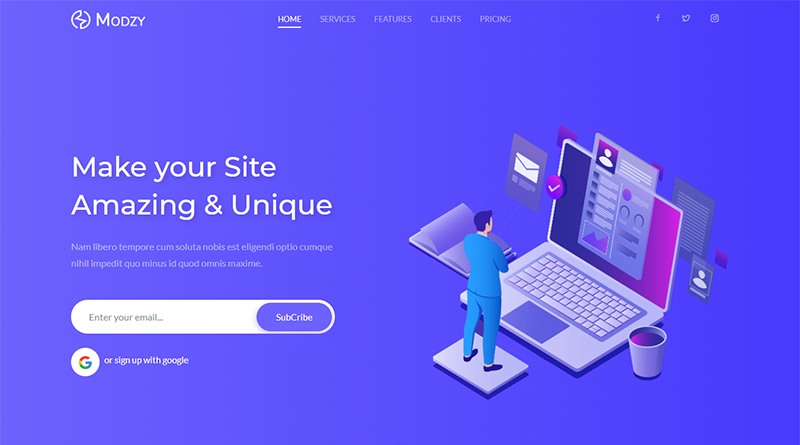 MODZY
HOME SERVICES FEATURES CLIENTS PRICING
Make your Site
Amazing & Unique
Nam libero tempore cum soluta nobis est eligendi optio cumque
nihil impedit quo minus id quod omnis maxime.
Enter your email... SubCribe
or sign up with google